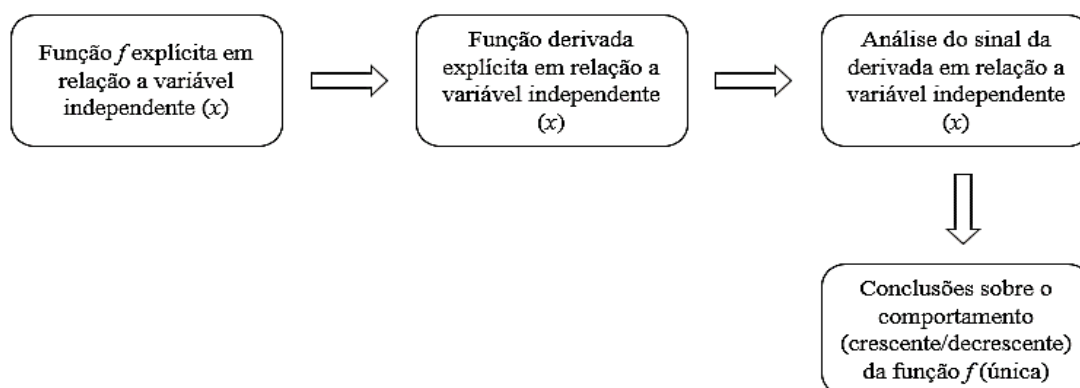 Função f explícita em
relação a variável
independente (x)
Função derivada
explícita em relação a
variável independente
(x)
Análise do sinal da
derivada em relação a
variável independente
(x)
Conclusões sobre o
comportamento
(crescente/decrescente)
da função f (única)